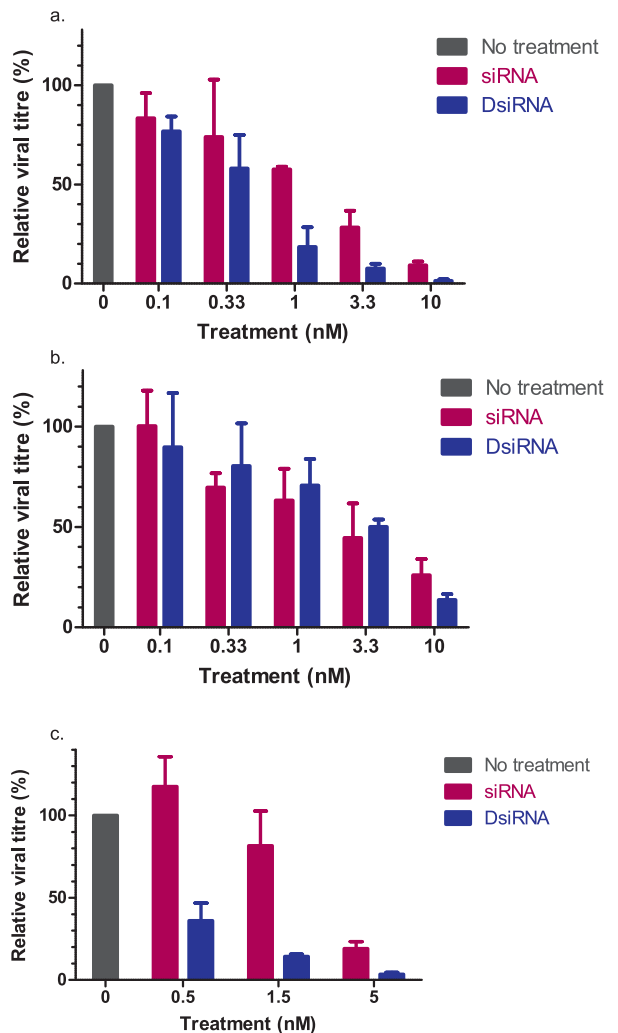 a.
Relative viral titre (%)
100
50
0
No treatment
siRNA
DsiRNA
0 0.1 0.33 1 3.3 10
Treatment (nM)
b.
Relative viral titre (%)
100
50
0
No treatment
siRNA
DsiRNA
0 0.1 0.33 1 3.3 10
Treatment (nM)
c.
Relative viral titre (%)
100
50
0
No treatment
siRNA
DsiRNA
0 0.5 1.5 5
Treatment (nM)